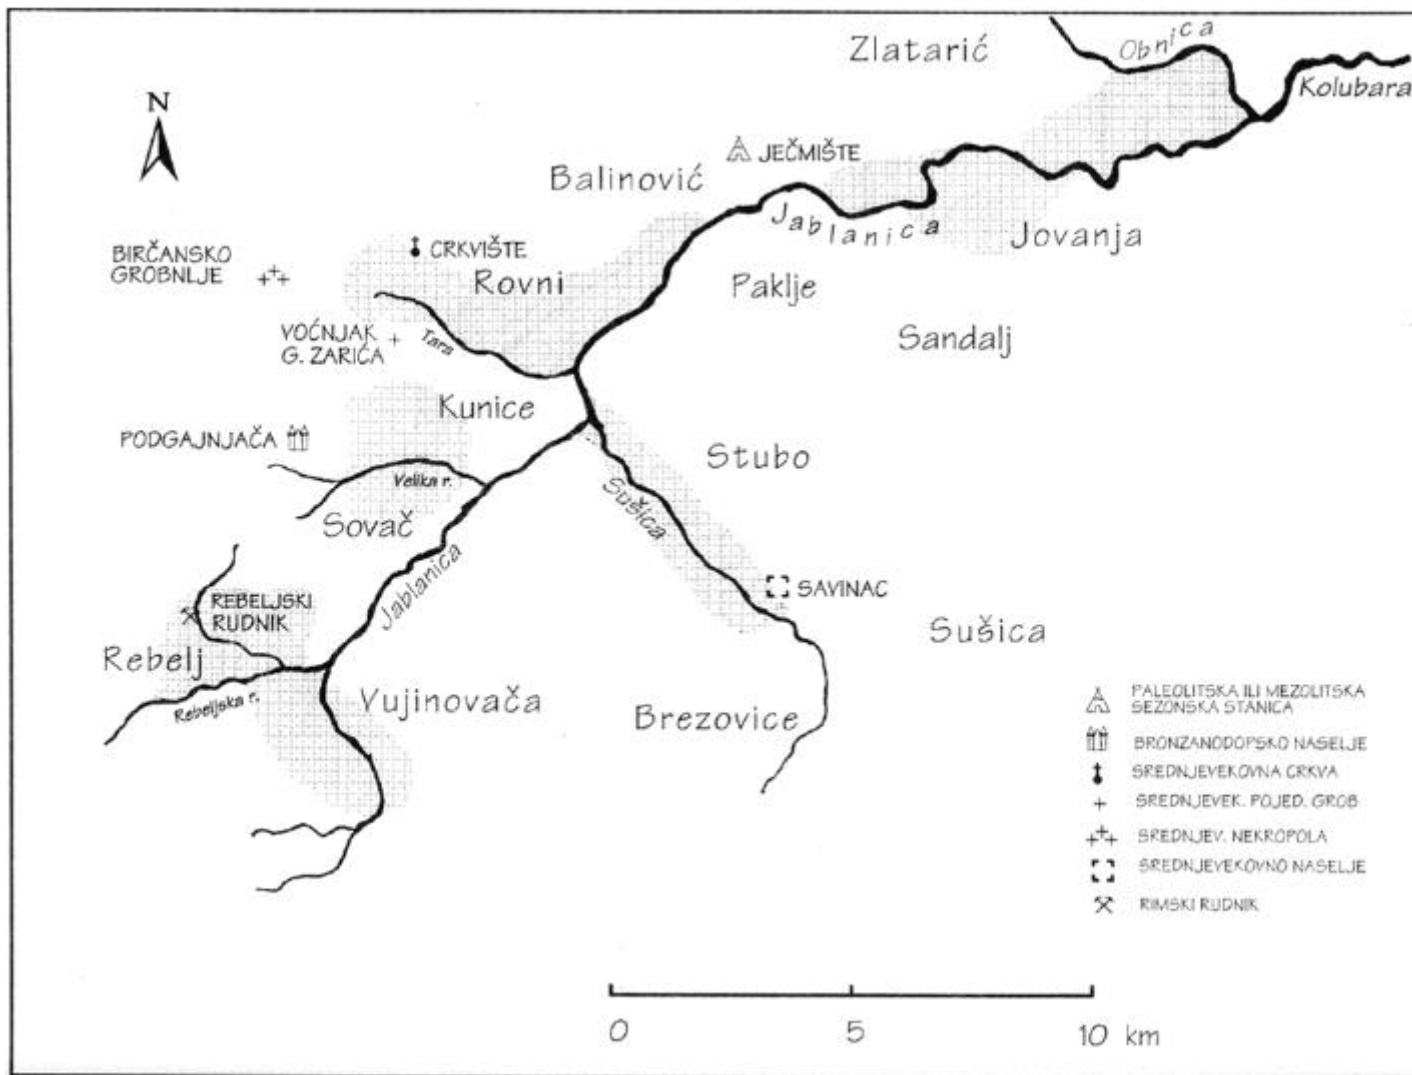 Zlatarić
Obnica
Kolubara
N
JEČMIŠTE
Balinović
Jablanica
Jovanja
BIRČANSKO
GROBNLJE
CRKVIŠTE
Rovni
Paklje
VOĆNJAK
G. ZARIĆA
Tara
Sandalj
Kunice
PODGAJNJAČA
Stubo
Velika r.
Sušica
Sovač
Jablanica
SAVINAC
REBELJSKI
RUDNIK
Sušica
Rebelj
Rebeljska r.
Vujinovača
Brezovice
PALEOLITSKA ILI MEZOLITSKA
SEZONSKA STANICA
BRONZANODOPSKO NASELJE
SREDNJEVEKOVNA CRKVA
SREDNJEVEK. POJED. GROB
SREDNJEV. NEKROPOLA
SREDNJEVEKOVNO NASELJE
RIMSKI RUDNIK
0 5 10 km